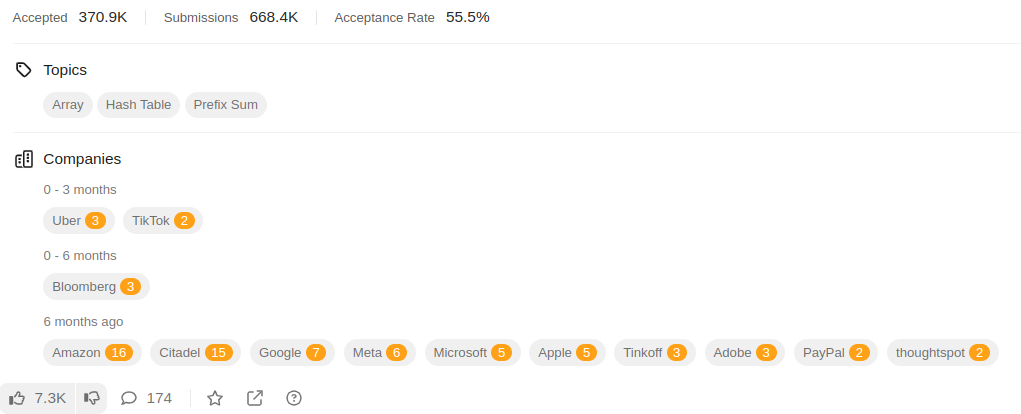 Accepted 370.9K Submissions 668.4K Acceptance Rate 55.5%
Topics
Array Hash Table Prefix Sum
Companies
0 - 3 months
Uber 3 TikTok 2
0 - 6 months
Bloomberg 3
6 months ago
Amazon 16 Citadel 15 Google 7 Meta 6 Microsoft 5 Apple 5 Tinkoff 3 Adobe 3 PayPal 2 thoughtspot 2
7.3K 174